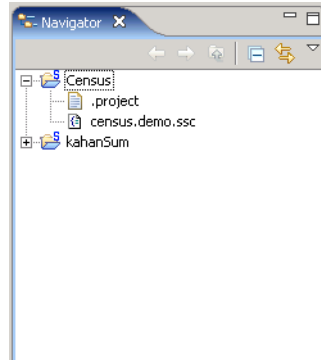 Navigator
Census
.project
census.demo.ssc
kahanSum